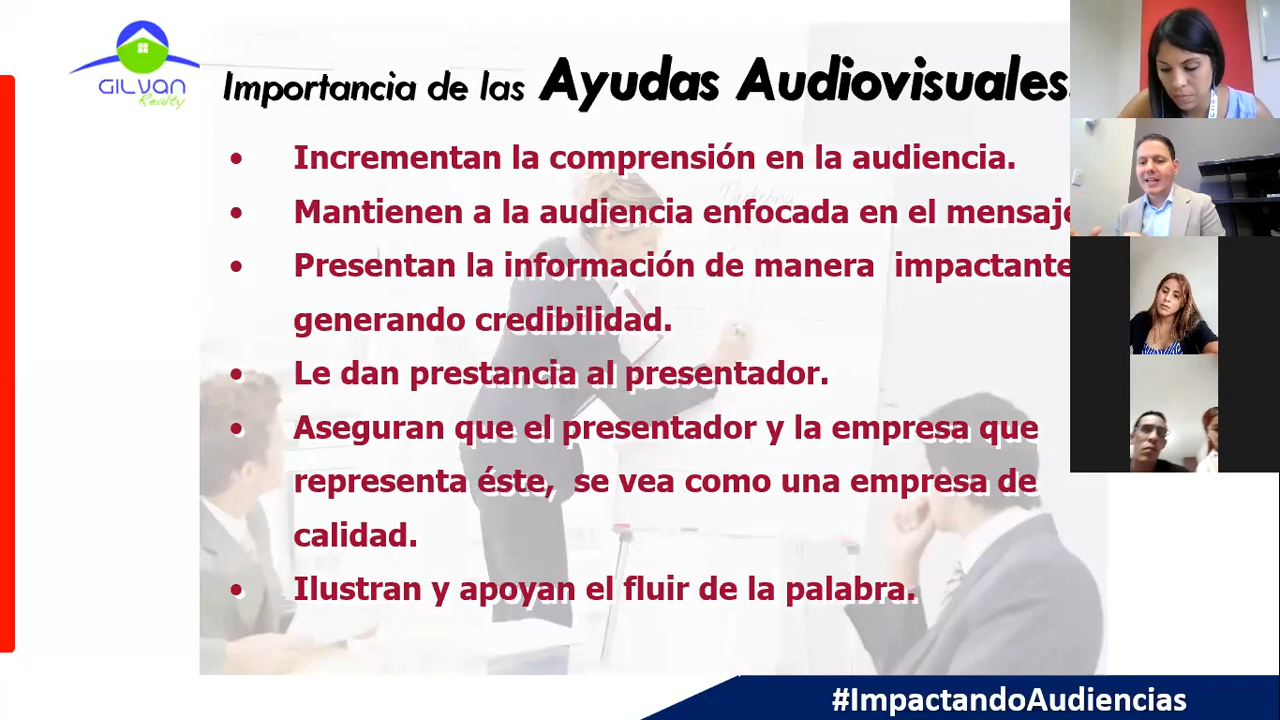 GILVAN
Realty
Importancia de las Ayudas Audiovisuales.
• Incrementan la comprensión en la audiencia.
• Mantienen a la audiencia enfocada en el mensaje
• Presentan la información de manera impactante
generando credibilidad.
• Le dan prestancia al presentador.
• Aseguran que el presentador y la empresa que
representa éste, se vea como una empresa de
calidad.
• Ilustran y apoyan el fluir de la palabra.
#ImpactandoAudiencias